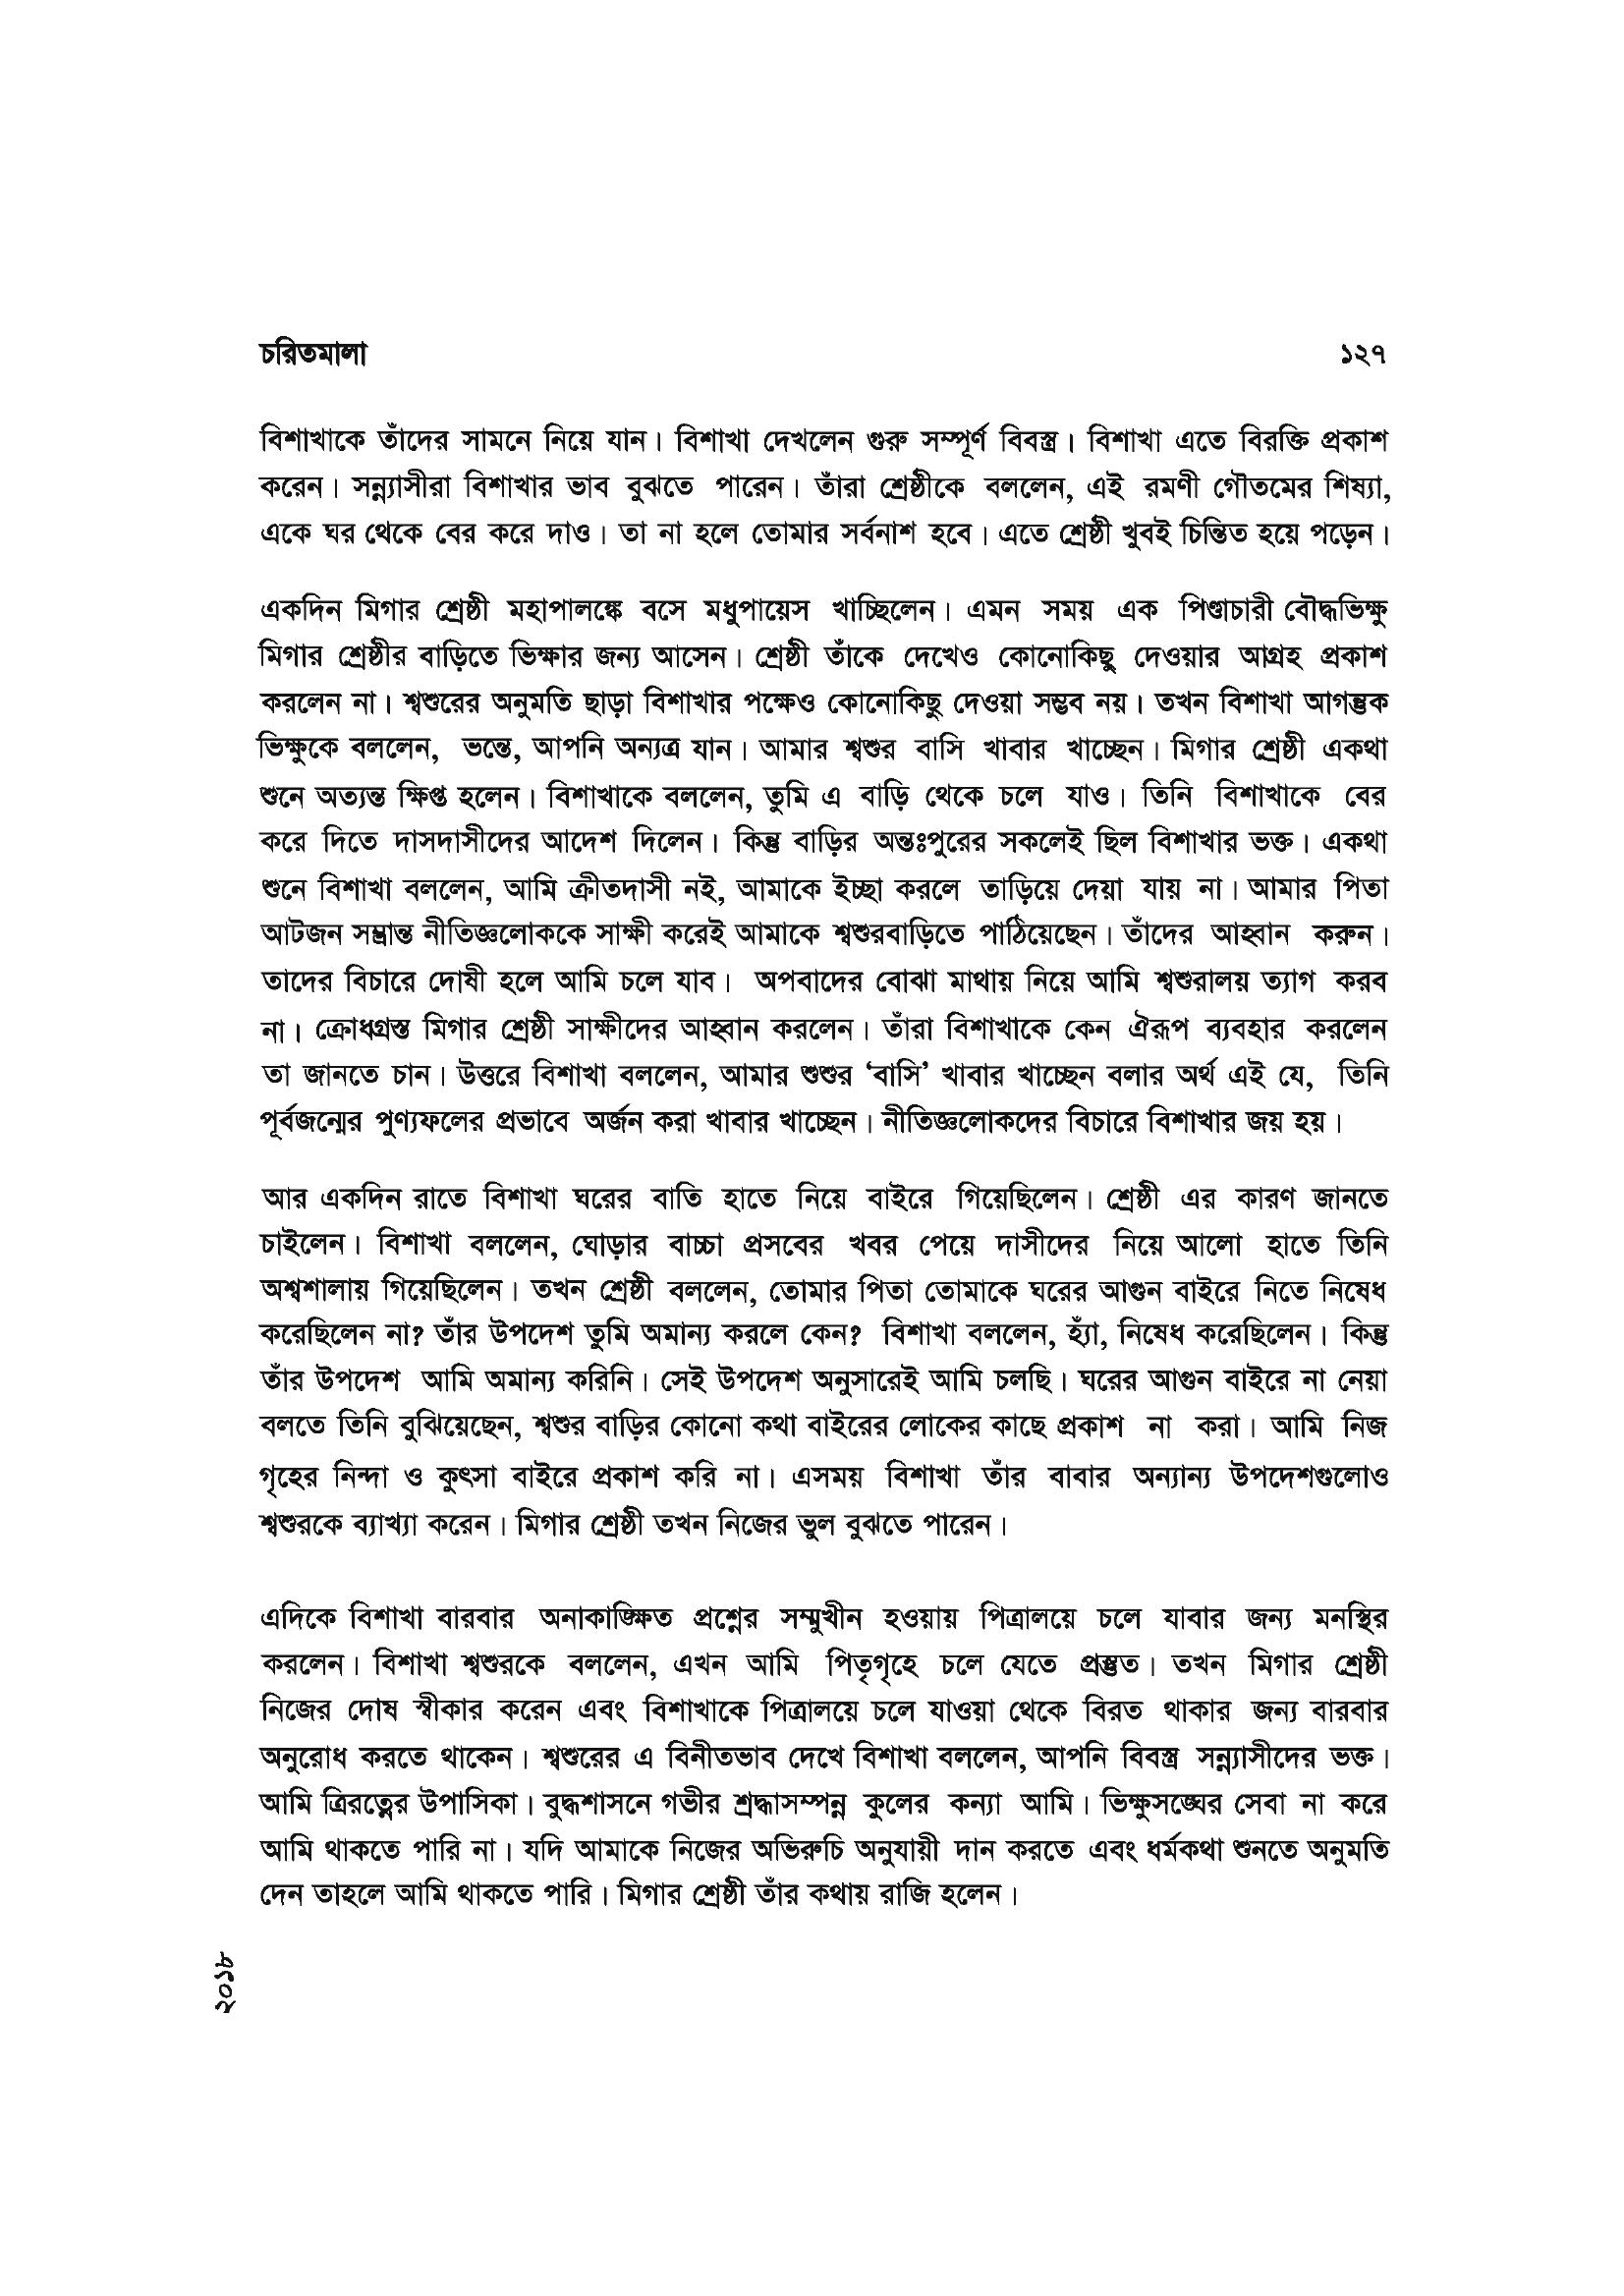 চরিতমালা ১২৭
বিশাখাকে তাঁদের সামনে নিয়ে যান। বিশাখা দেখলেন গুরু সম্পূর্ণ বিবস্ত্র। বিশাখা এতে বিরক্তি প্রকাশ
করেন। সন্ন্যাসীরা বিশাখার ভাব বুঝতে পারেন। তাঁরা শ্রেষ্ঠীকে বললেন, এই রমণী গৌতমের শিষ্যা,
একে ঘর থেকে বের করে দাও। তা না হলে তোমার সর্বনাশ হবে। এতে শ্রেষ্ঠী খুবই চিন্তিত হয়ে পড়েন।
একদিন মিগার শ্রেষ্ঠী মহাপালঙ্কে বসে মধুপায়েস খাচ্ছিলেন। এমন সময় এক পিণ্ডাচারী বৌদ্ধভিক্ষু
মিগার শ্রেষ্ঠীর বাড়িতে ভিক্ষার জন্য আসেন। শ্রেষ্ঠী তাঁকে দেখেও কোনোকিছু দেওয়ার আগ্রহ প্রকাশ
করলেন না। শ্বশুরের অনুমতি ছাড়া বিশাখার পক্ষেও কোনোকিছু দেওয়া সম্ভব নয়। তখন বিশাখা আগন্তুক
ভিক্ষুকে বললেন, ভন্তে, আপনি অন্যত্র যান। আমার শ্বশুর বাসি খাবার খাচ্ছেন। মিগার শ্রেষ্ঠী একথা
শুনে অত্যন্ত ক্ষিপ্ত হলেন। বিশাখাকে বললেন, তুমি এ বাড়ি থেকে চলে যাও। তিনি বিশাখাকে বের
করে দিতে দাসদাসীদের আদেশ দিলেন। কিন্তু বাড়ির অন্তঃপুরের সকলেই ছিল বিশাখার ভক্ত। একথা
শুনে বিশাখা বললেন, আমি ক্রীতদাসী নই, আমাকে ইচ্ছা করলে তাড়িয়ে দেয়া যায় না। আমার পিতা
আটজন সম্ভ্রান্ত নীতিজ্ঞলোককে সাক্ষী করেই আমাকে শ্বশুরবাড়িতে পাঠিয়েছেন। তাঁদের আহ্বান করুন।
তাদের বিচারে দোষী হলে আমি চলে যাব। অপবাদের বোঝা মাথায় নিয়ে আমি শ্বশুরালয় ত্যাগ করব
না। ক্রোধগ্রস্ত মিগার শ্রেষ্ঠী সাক্ষীদের আহ্বান করলেন। তাঁরা বিশাখাকে কেন ঐরূপ ব্যবহার করলেন
তা জানতে চান। উত্তরে বিশাখা বললেন, আমার শুশুর ‘বাসি’ খাবার খাচ্ছেন বলার অর্থ এই যে, তিনি
পূর্বজন্মের পুণ্যফলের প্রভাবে অর্জন করা খাবার খাচ্ছেন। নীতিজ্ঞলোকদের বিচারে বিশাখার জয় হয়।
আর একদিন রাতে বিশাখা ঘরের বাতি হাতে নিয়ে বাইরে গিয়েছিলেন। শ্রেষ্ঠী এর কারণ জানতে
চাইলেন। বিশাখা বললেন, ঘোড়ার বাচ্চা প্রসবের খবর পেয়ে দাসীদের নিয়ে আলো হাতে তিনি
অশ্বশালায় গিয়েছিলেন। তখন শ্রেষ্ঠী বললেন, তোমার পিতা তোমাকে ঘরের আগুন বাইরে নিতে নিষেধ
করেছিলেন না? তাঁর উপদেশ তুমি অমান্য করলে কেন? বিশাখা বললেন, হ্যাঁ, নিষেধ করেছিলেন। কিন্তু
তাঁর উপদেশ আমি অমান্য করিনি। সেই উপদেশ অনুসারেই আমি চলছি। ঘরের আগুন বাইরে না নেয়া
বলতে তিনি বুঝিয়েছেন, শ্বশুর বাড়ির কোনো কথা বাইরের লোকের কাছে প্রকাশ না করা। আমি নিজ
গৃহের নিন্দা ও কুৎসা বাইরে প্রকাশ করি না। এসময় বিশাখা তাঁর বাবার অন্যান্য উপদেশগুলোও
শ্বশুরকে ব্যাখ্যা করেন। মিগার শ্রেষ্ঠী তখন নিজের ভুল বুঝতে পারেন।
এদিকে বিশাখা বারবার অনাকাঙ্ক্ষিত প্রশ্নের সম্মুখীন হওয়ায় পিত্রালয়ে চলে যাবার জন্য মনস্থির
করলেন। বিশাখা শ্বশুরকে বললেন, এখন আমি পিতৃগৃহে চলে যেতে প্রস্তুত। তখন মিগার শ্রেষ্ঠী
নিজের দোষ স্বীকার করেন এবং বিশাখাকে পিত্রালয়ে চলে যাওয়া থেকে বিরত থাকার জন্য বারবার
অনুরোধ করতে থাকেন। শ্বশুরের এ বিনীতভাব দেখে বিশাখা বললেন, আপনি বিবস্ত্র সন্ন্যাসীদের ভক্ত।
আমি ত্রিরত্নের উপাসিকা। বুদ্ধশাসনে গভীর শ্রদ্ধাসম্পন্ন কুলের কন্যা আমি। ভিক্ষুসঙ্ঘের সেবা না করে
আমি থাকতে পারি না। যদি আমাকে নিজের অভিরুচি অনুযায়ী দান করতে এবং ধর্মকথা শুনতে অনুমতি
দেন তাহলে আমি থাকতে পারি। মিগার শ্রেষ্ঠী তাঁর কথায় রাজি হলেন।
২০১৮